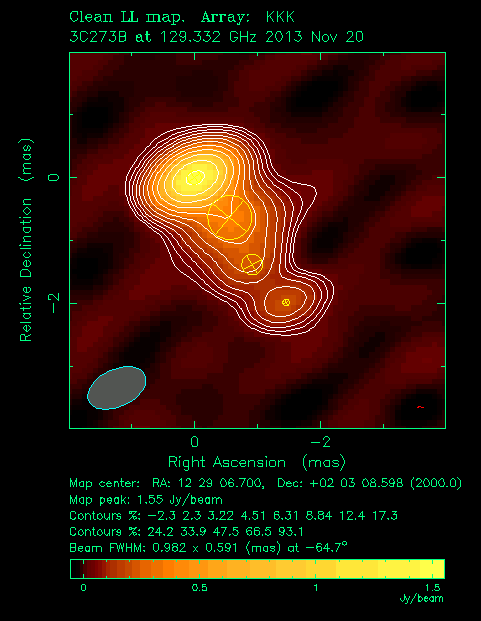 Clean LL map. Array: KKK
3C273B at 129.332 GHz 2013 Nov 20
Relative Declination (mas)
0
−2
0
−2
Right Ascension (mas)
Map center: RA: 12 29 06.700, Dec: +02 03 08.598 (2000.0)
Map peak: 1.55 Jy/beam
Contours %: −2.3 2.3 3.22 4.51 6.31 8.84 12.4 17.3
Contours %: 24.2 33.9 47.5 66.5 93.1
Beam FWHM: 0.982 x 0.591 (mas) at −64.7°
0 0.5 1 1.5
Jy/beam